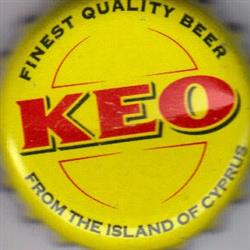 FINEST QUALITY BEER
KEO
FROM THE ISLAND OF CYPRUS